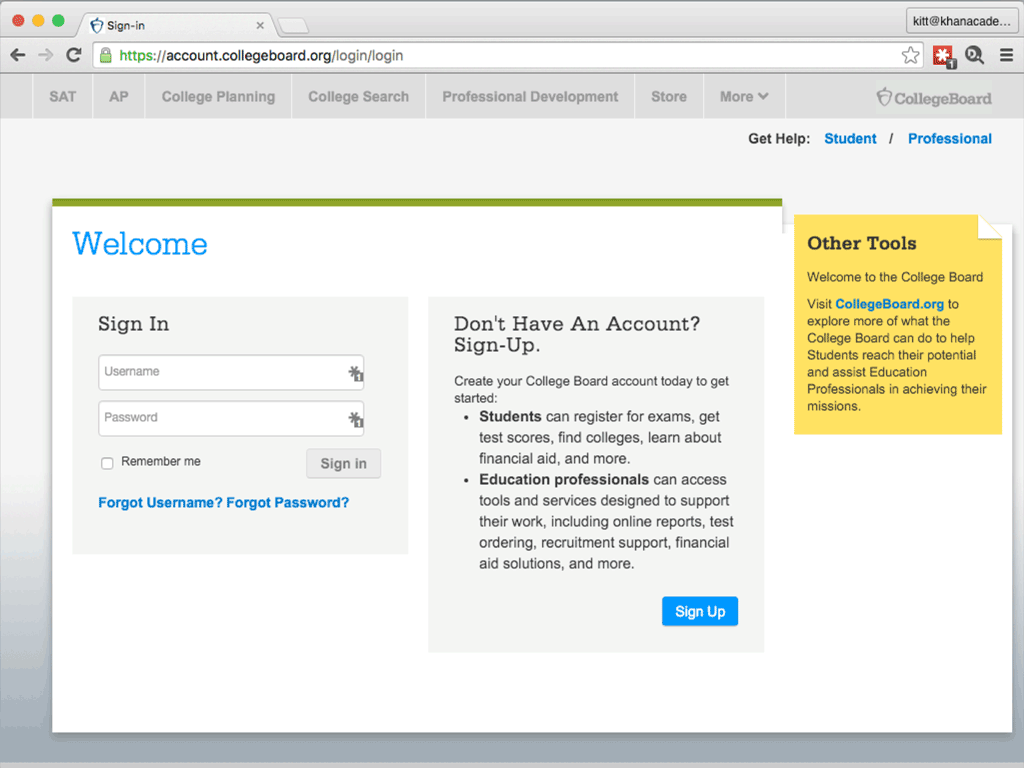 Sign-in
kitt@khanacade...
https://account.collegeboard.org/login/login
1
SAT AP College Planning College Search Professional Development Store More CollegeBoard
Get Help: Student / Professional
Welcome
Sign In
Username
1
Password
1
Remember me
Sign in
Forgot Username? Forgot Password?
Don't Have An Account?
Sign-Up.
Create your College Board account today to get
started:
• Students can register for exams, get
test scores, find colleges, learn about
financial aid, and more.
• Education professionals can access
tools and services designed to support
their work, including online reports, test
ordering, recruitment support, financial
aid solutions, and more.
Sign Up
Other Tools
Welcome to the College Board
Visit CollegeBoard.org to
explore more of what the
College Board can do to help
Students reach their potential
and assist Education
Professionals in achieving their
missions.